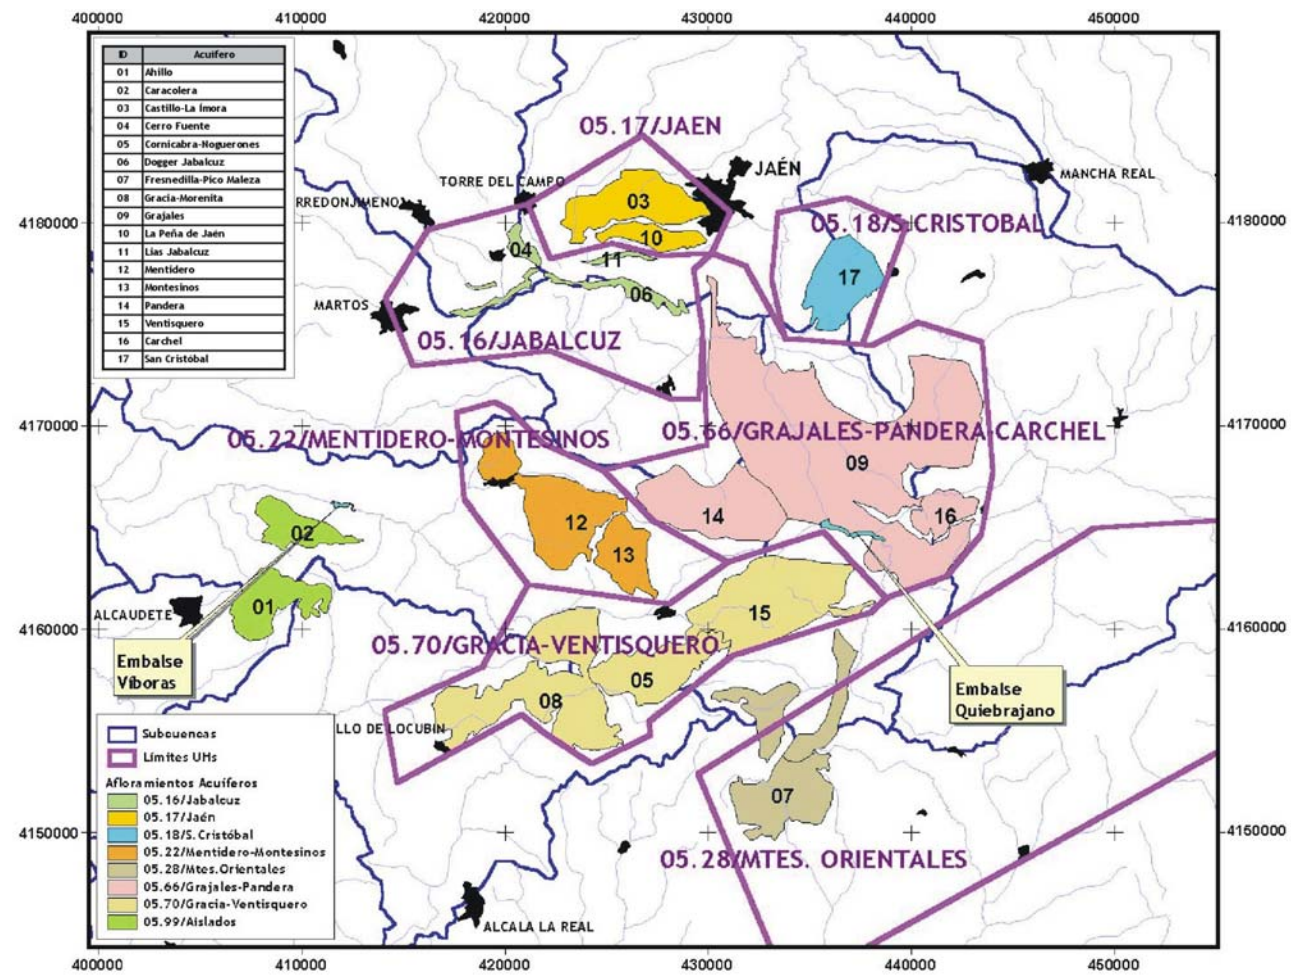 400000 410000 420000 430000 440000 450000
ID Acuífero
01 Ahillo
02 Caracolera
03 Castillo-La Imora
04 Cerro Fuente
05 Cornicabra-Noguerones
06 Dogger Jabalcuz
07 Fresnedilla-Pico Maleza
08 Gracia-Morenita
09 Grajales
10 La Peña de Jaén
11 Lías Jabalcuz
12 Mentidero
13 Montesinos
14 Pandera
15 Ventisquero
16 Carchel
17 San Cristóbal
05.17/JAEN
JAÉN
MANCHA REAL
TORRE DEL CAMPO
RREDONJIMENO
4180000
03
10
04
11
06
05.18/S.CRISTOBAL
17
4180000
MARTOS
05.16/JABALCUZ
4170000
05.22/MENTIDERO-MONTESINOS
05.66/GRAJALES-PANDERA-CARCHEL
4170000
09
12
13
14
16
02
01
ALCAUDETE
4160000
15
4160000
05.70/GRACIA-VENTISQUERO
05
08
Embalse
Víboras
Embalse
Quiebrajano
LLO DE LOCUBIN
07
4150000
4150000
05.28/MTES. ORIENTALES
ALCALA LA REAL
Subcuencas
Límites UHs
Afloramientos Acuíferos
05.16/Jabalcuz
05.17/Jaén
05.18/S.Cristóbal
05.22/Mentidero-Montesinos
05.28/Mtes.Orientales
05.66/Grajales-Pandera
05.70/Gracia-Ventisquero
05.99/Aislados
400000 410000 420000 430000 440000 450000